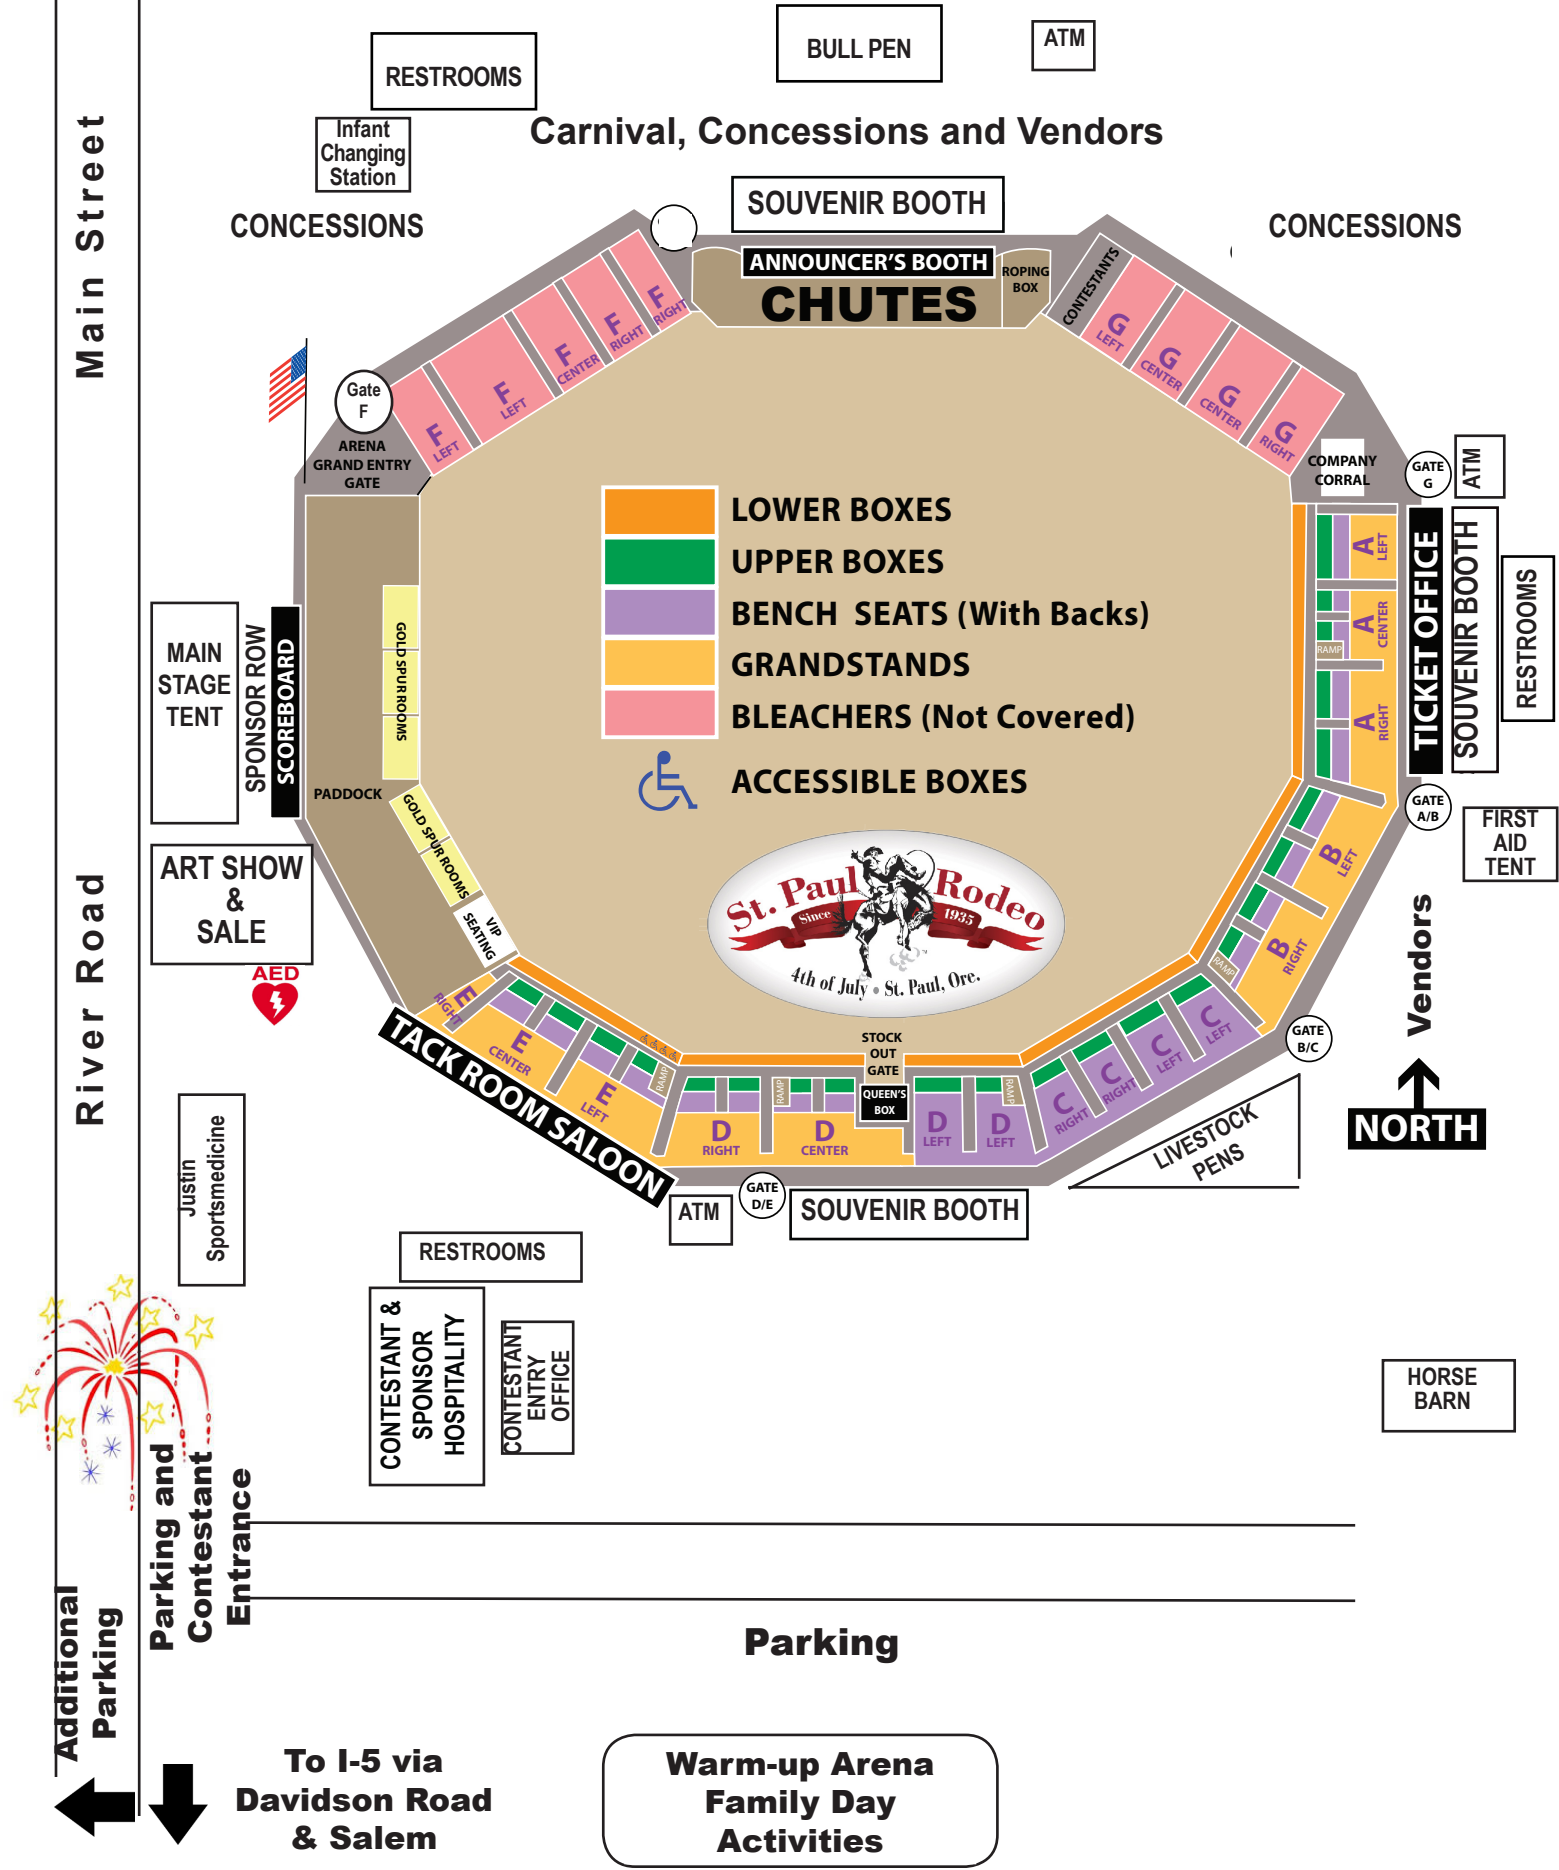 Main Street
River Road
RESTROOMS
BULL PEN
ATM
Infant
Changing
Station
Carnival, Concessions and Vendors
CONCESSIONS
SOUVENIR BOOTH
CONCESSIONS
ANNOUNCER'S BOOTH
CHUTES
ROPING
BOX
CONTESTANTS
F
LEFT
F
LEFT
F
CENTER
F
RIGHT
F
RIGHT
G
LEFT
G
CENTER
G
CENTER
G
RIGHT
Gate
F
ARENA
GRAND ENTRY
GATE
COMPANY
CORRAL
GATE
G
ATM
LOWER BOXES
UPPER BOXES
BENCH SEATS (With Backs)
GRANDSTANDS
BLEACHERS (Not Covered)
ACCESSIBLE BOXES
MAIN
STAGE
TENT
SPONSOR ROW
SCOREBOARD
GOLD SPUR ROOMS
PADDOCK
GOLD SPUR ROOMS
VIP
SEATING
A
LEFT
A
CENTER
RAMP
A
RIGHT
TICKET OFFICE
SOUVENIR BOOTH
RESTROOMS
GATE
A/B
FIRST
AID
TENT
B
LEFT
B
RIGHT
RAMP
Vendors
GATE
B/C
NORTH
ART SHOW
&
SALE
AED
St. Paul Rodeo
Since 1935
4th of July • St. Paul, Ore.
STOCK
OUT
GATE
QUEEN'S
BOX
E
RIGHT
E
CENTER
E
LEFT
RAMP
D
RIGHT
RAMP
D
CENTER
D
LEFT
D
LEFT
RAMP
C
RIGHT
C
RIGHT
C
LEFT
C
LEFT
TACK ROOM SALOON
LIVESTOCK
PENS
ATM
GATE
D/E
SOUVENIR BOOTH
Justin
Sportsmedicine
RESTROOMS
CONTESTANT &
SPONSOR
HOSPITALITY
CONTESTANT
ENTRY
OFFICE
HORSE
BARN
Parking and
Contestant
Entrance
Additional
Parking
Parking
To I-5 via
Davidson Road
& Salem
Warm-up Arena
Family Day
Activities